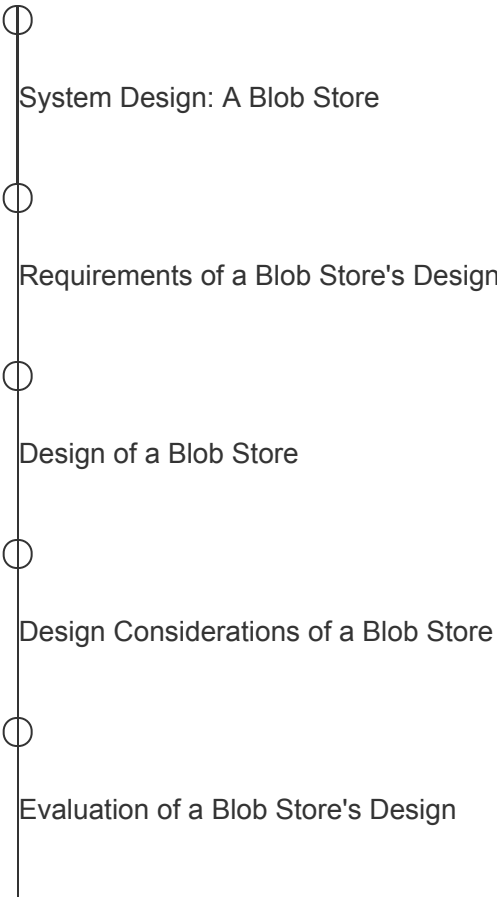 System Design: A Blob Store
Requirements of a Blob Store's Design
Design of a Blob Store
Design Considerations of a Blob Store
Evaluation of a Blob Store's Design